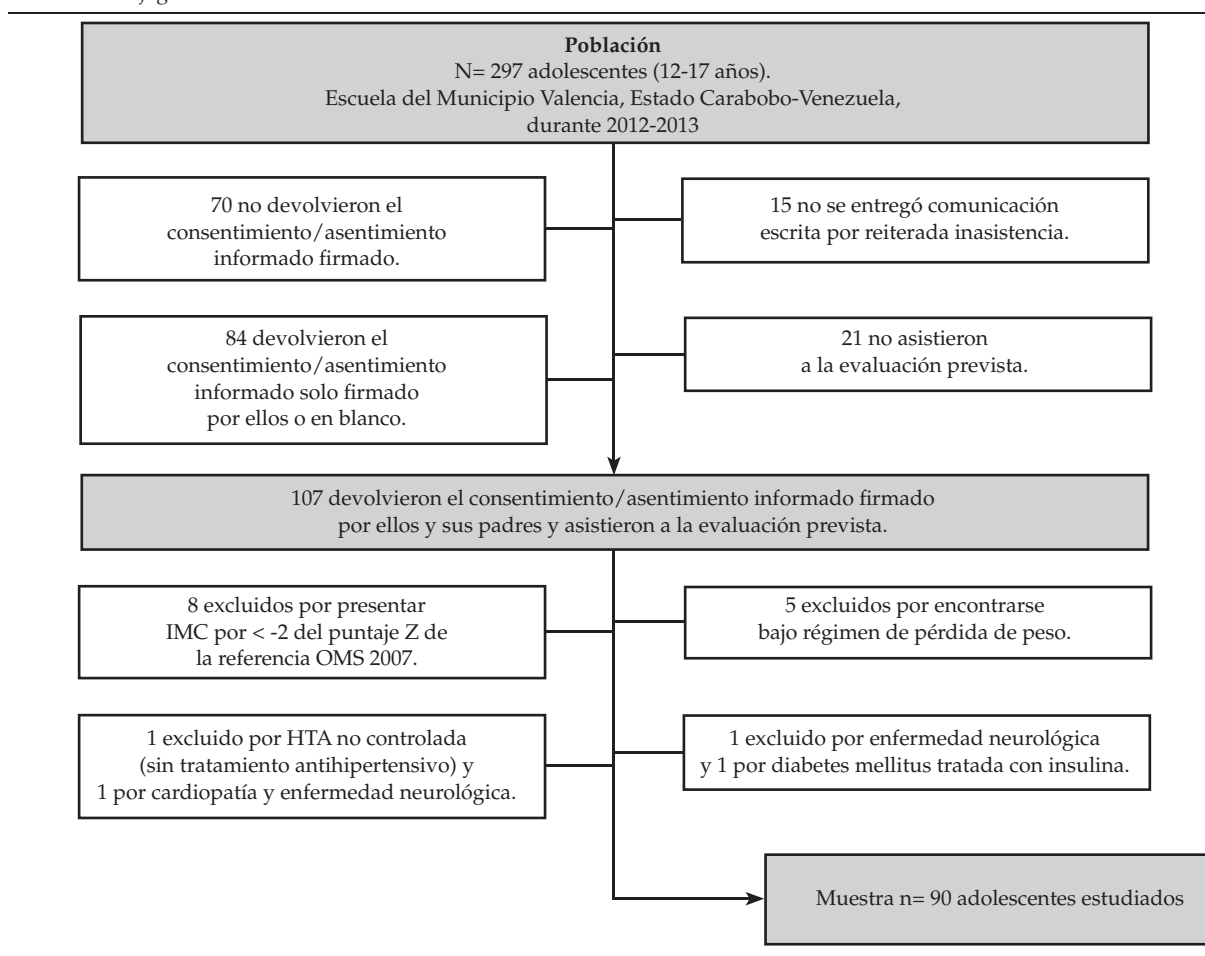 Población
N= 297 adolescentes (12-17 años).
Escuela del Municipio Valencia, Estado Carabobo-Venezuela,
durante 2012-2013
70 no devolvieron el
consentimiento/asentimiento
informado firmado.
15 no se entregó comunicación
escrita por reiterada inasistencia.
84 devolvieron el
consentimiento/asentimiento
informado solo firmado
por ellos o en blanco.
21 no asistieron
a la evaluación prevista.
107 devolvieron el consentimiento/asentimiento informado firmado
por ellos y sus padres y asistieron a la evaluación prevista.
8 excluidos por presentar
IMC por < -2 del puntaje Z de
la referencia OMS 2007.
5 excluidos por encontrarse
bajo régimen de pérdida de peso.
1 excluido por HTA no controlada
(sin tratamiento antihipertensivo) y
1 por cardiopatía y enfermedad neurológica.
1 excluido por enfermedad neurológica
y 1 por diabetes mellitus tratada con insulina.
Muestra n= 90 adolescentes estudiados